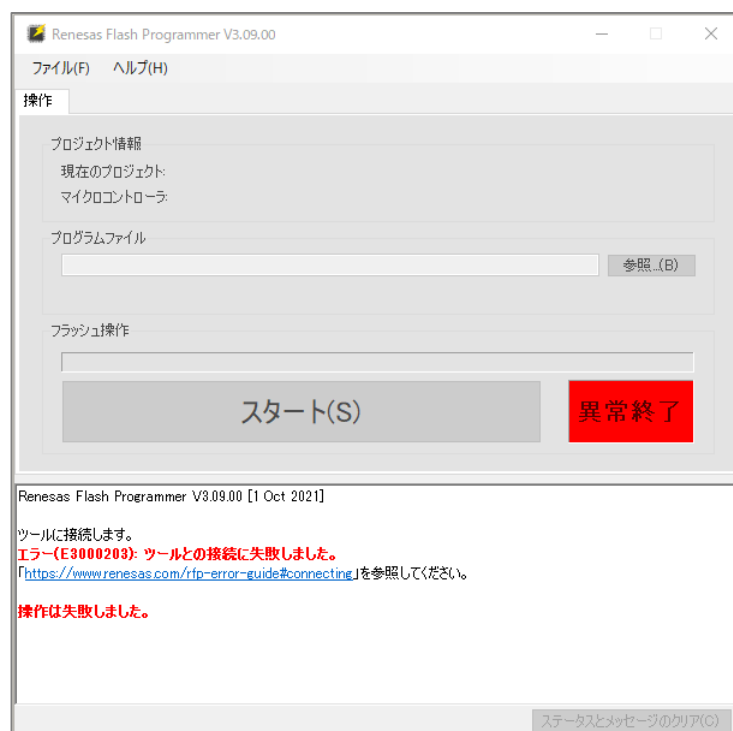 Renesas Flash Programmer V3.09.00
ファイル(F) ヘルプ(H)
操作
プロジェクト情報
現在のプロジェクト:
マイクロコントローラ:
プログラムファイル
参照...(B)
フラッシュ操作
スタート(S)
異常終了
Renesas Flash Programmer V3.09.00 [1 Oct 2021]
ツールに接続します。
エラー(E3000203): ツールとの接続に失敗しました。
「https://www.renesas.com/rfp-error-guide#connecting」を参照してください。
操作は失敗しました。
ステータスとメッセージのクリア(C)